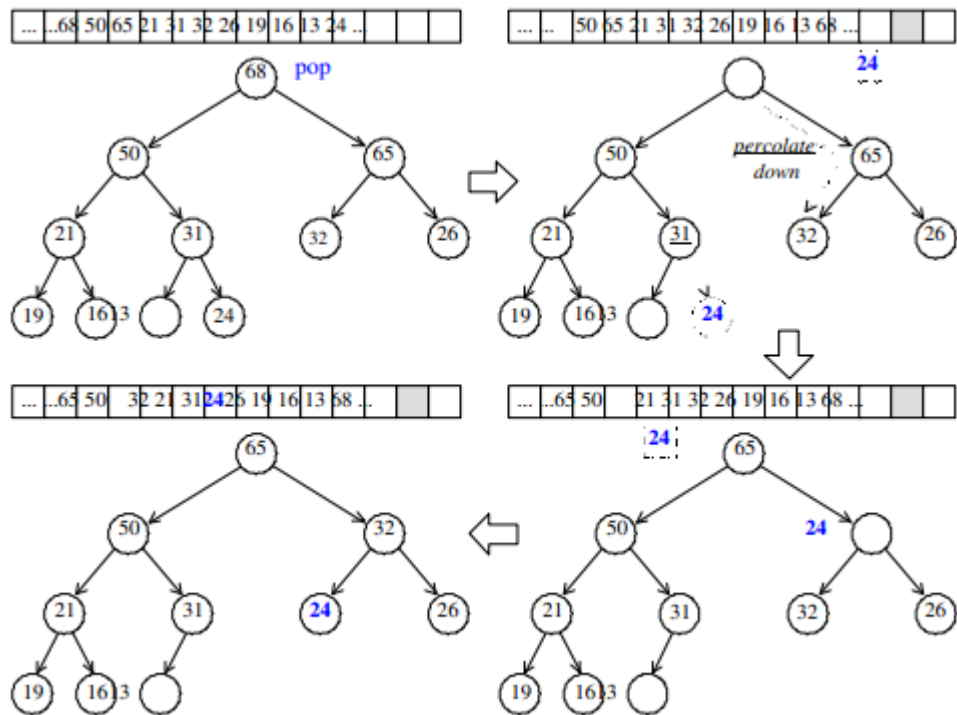 ... ...68 50 65 21 31 32 26 19 16 13 24 ...
68 pop
50 65
21 31 32 26
19 16 13 24
... ... 50 65 21 31 32 26 19 16 13 68 ...
24
percolate
50 65
down
21 31 32 26
19 16 13 24
... ...65 50 32 21 31 24 26 19 16 13 68 ...
65
50 32
21 31 24 26
19 16 13
... ...65 50 21 31 32 26 19 16 13 68 ...
24
65
50 24
21 31 32 26
19 16 13